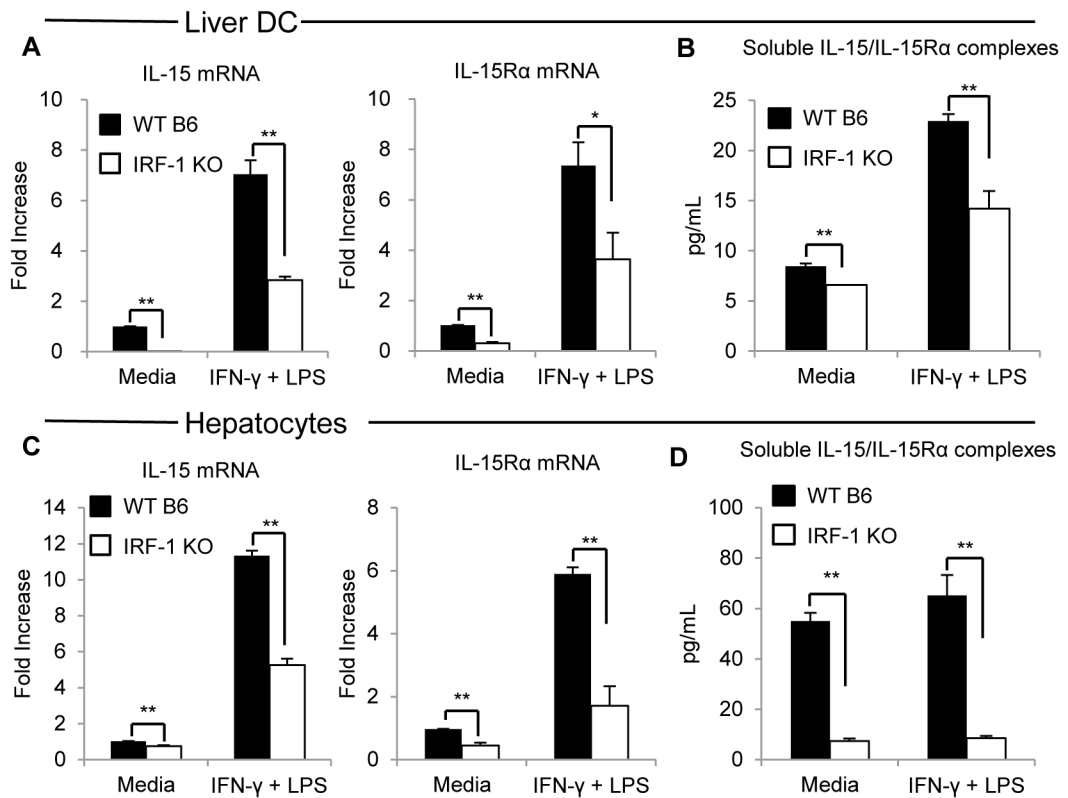 Liver DC
A
IL-15 mRNA
Fold Increase
10
8
6
4
2
0
WT B6
IRF-1 KO
**
**
Media
IFN-γ + LPS
IL-15Rα mRNA
Fold Increase
10
8
6
4
2
0
**
*
Media
IFN-γ + LPS
B
Soluble IL-15/IL-15Rα complexes
pg/mL
25
20
15
10
5
0
WT B6
IRF-1 KO
**
**
Media
IFN-γ + LPS
Hepatocytes
C
IL-15 mRNA
Fold Increase
14
12
10
8
6
4
2
0
WT B6
IRF-1 KO
**
**
Media
IFN-γ + LPS
IL-15Rα mRNA
Fold Increase
8
6
4
2
0
**
**
Media
IFN-γ + LPS
D
Soluble IL-15/IL-15Rα complexes
pg/mL
100
80
60
40
20
0
WT B6
IRF-1 KO
**
**
Media
IFN-γ + LPS